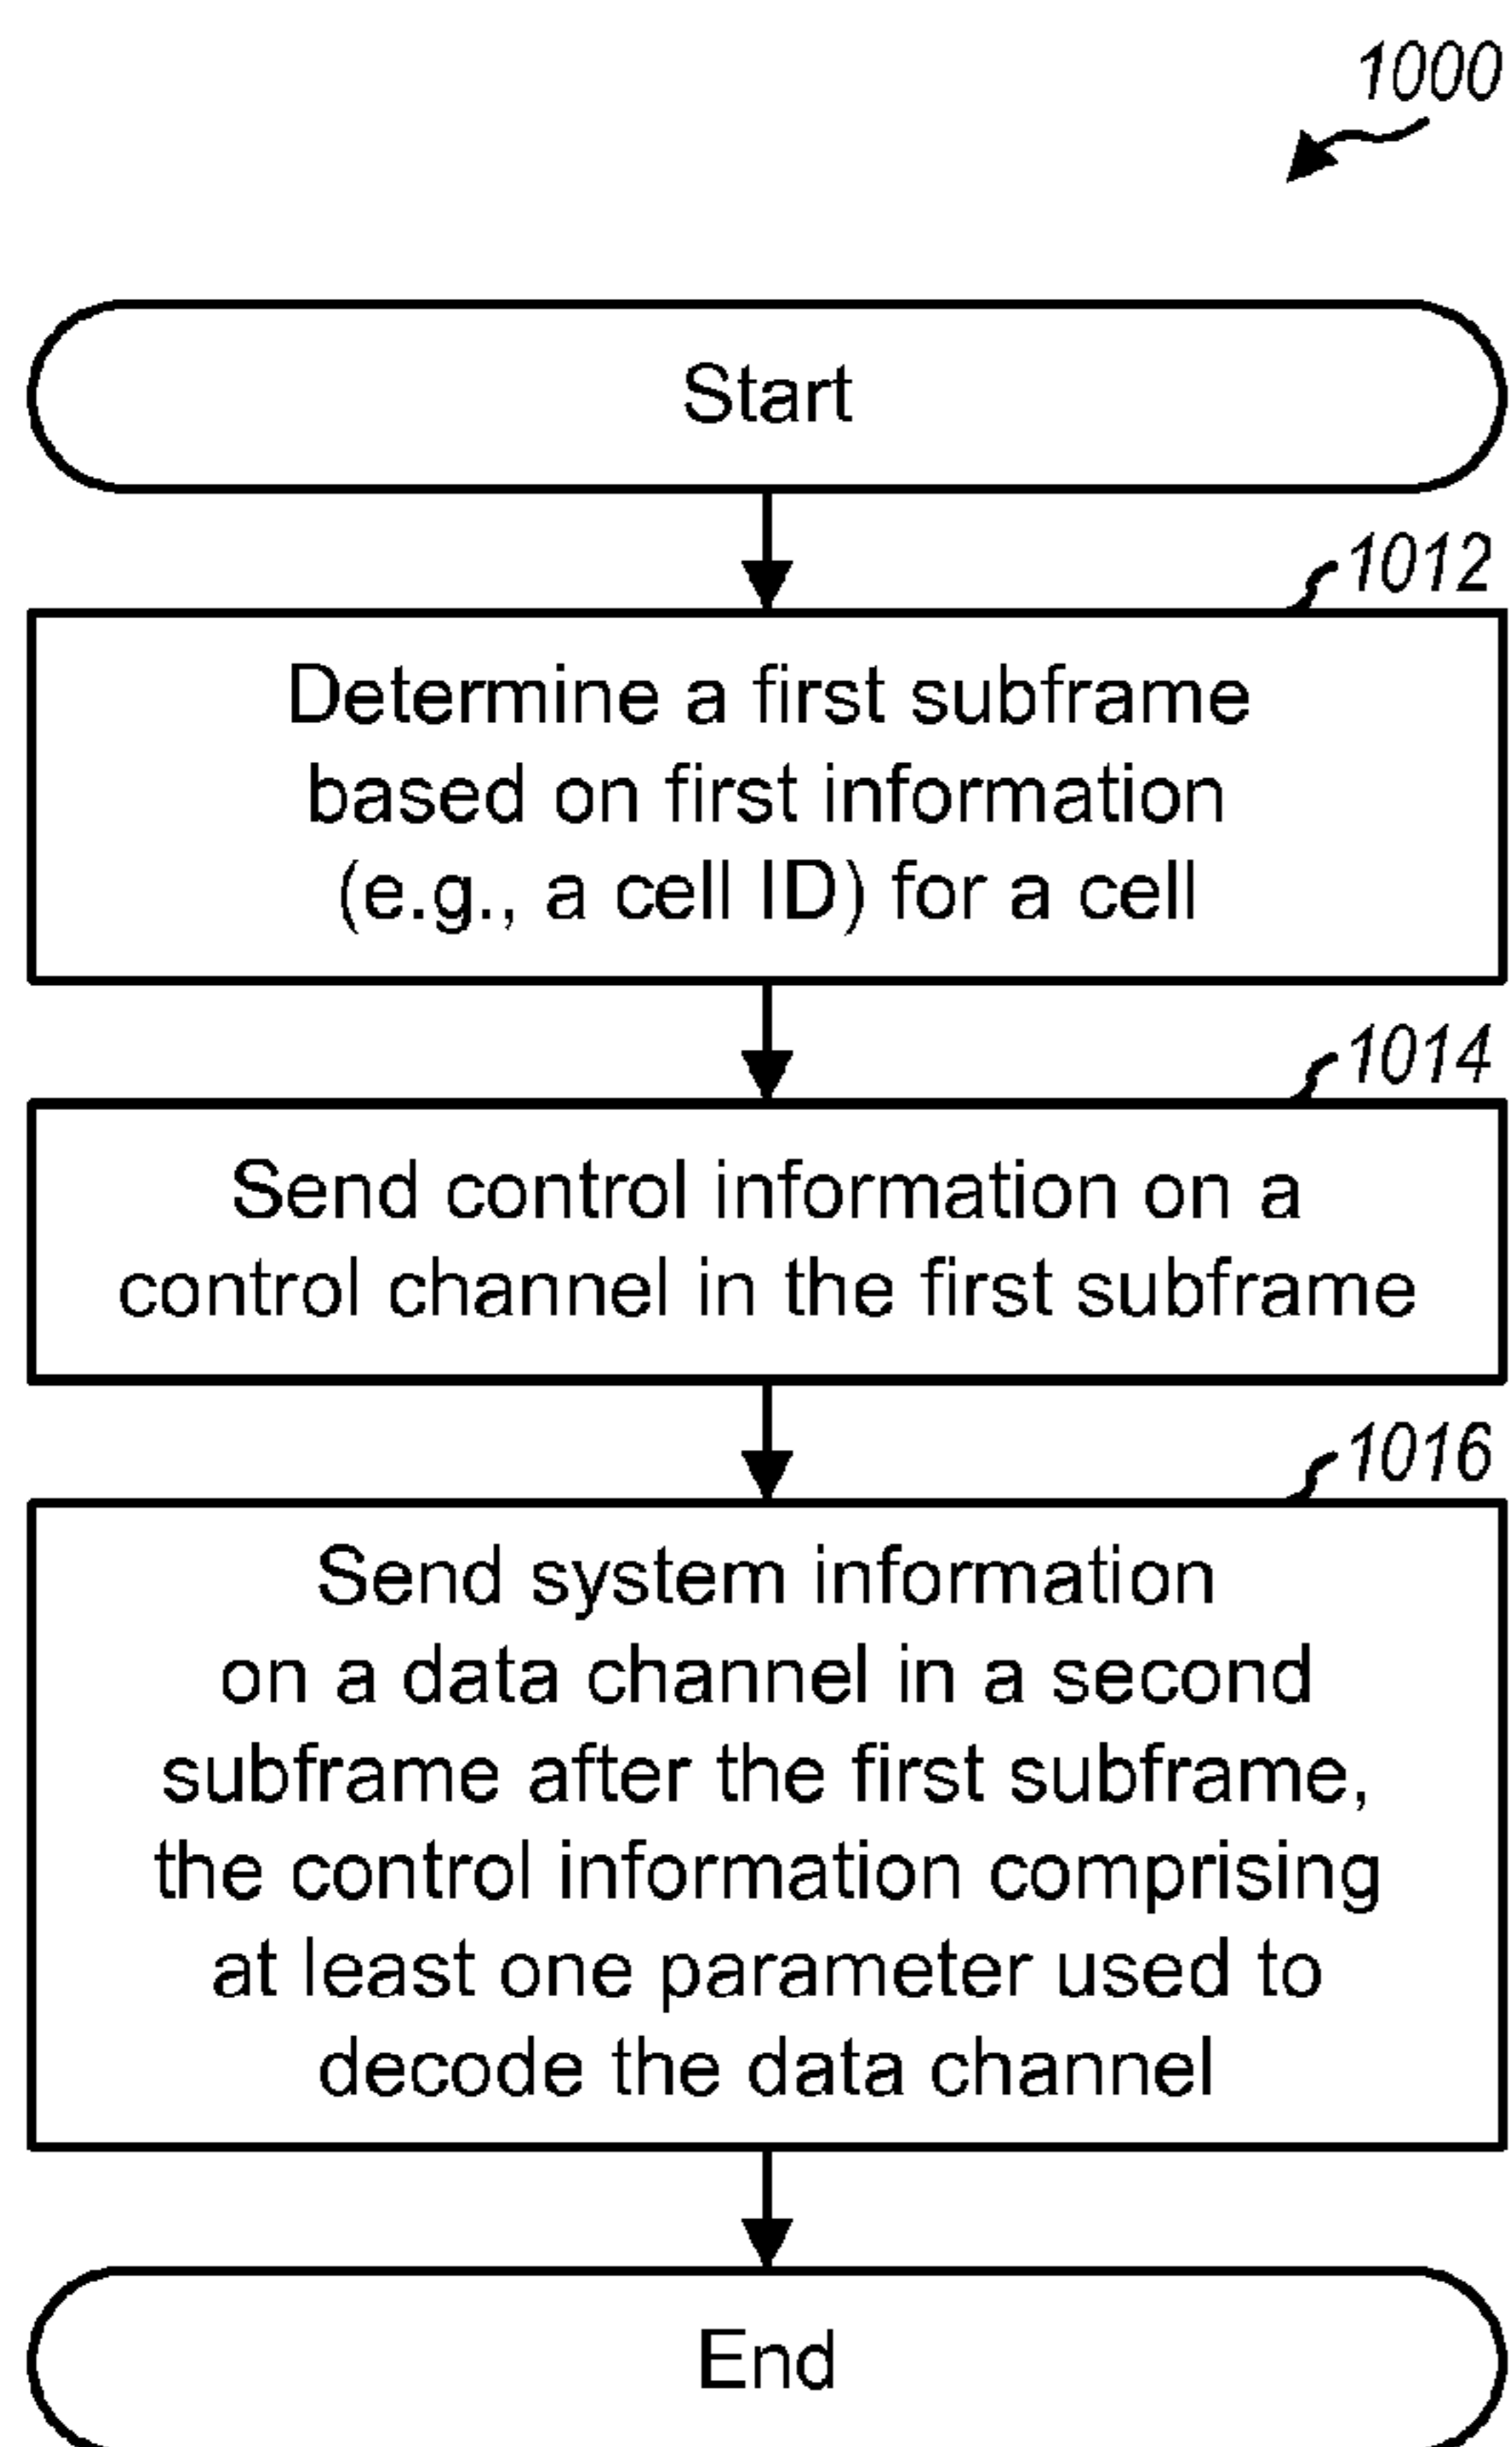 1000
Start
1012
Determine a first subframe
based on first information
(e.g., a cell ID) for a cell
1014
Send control information on a
control channel in the first subframe
1016
Send system information
on a data channel in a second
subframe after the first subframe,
the control information comprising
at least one parameter used to
decode the data channel
End